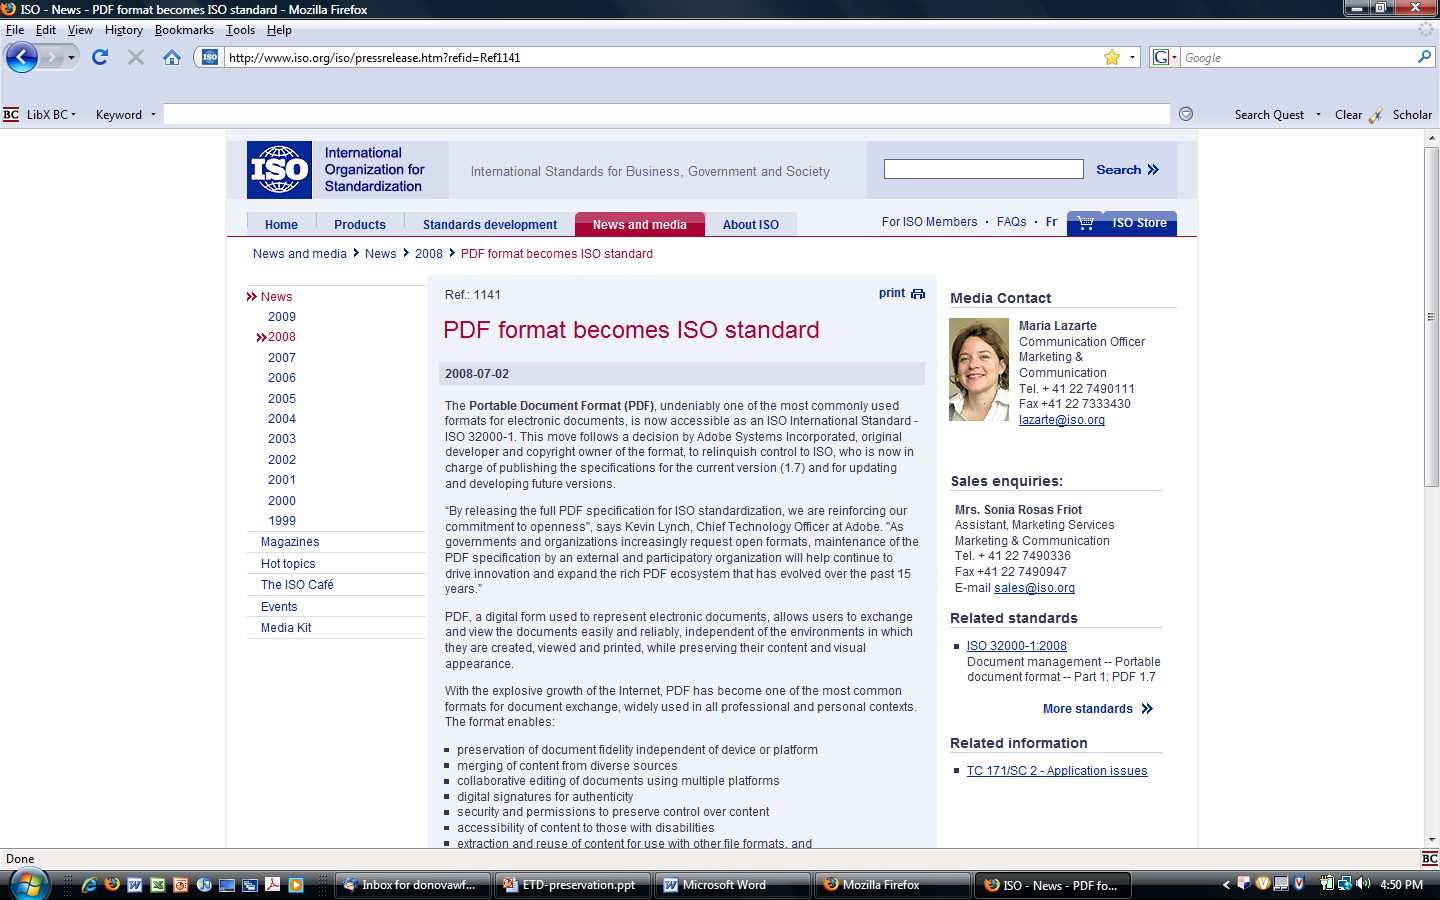 ISO - News - PDF format becomes ISO standard - Mozilla Firefox
File Edit View History Bookmarks Tools Help
http://www.iso.org/iso/pressrelease.htm?refid=Ref1141
Google
BC LibX BC Keyword
Search Quest Clear Scholar
ISO
International
Organization for
Standardization
International Standards for Business, Government and Society
Search
Home Products Standards development News and media About ISO
For ISO Members · FAQs · Fr
ISO Store
News and media News 2008 PDF format becomes ISO standard
News
2009
2008
2007
2006
2005
2004
2003
2002
2001
2000
1999
Magazines
Hot topics
The ISO Café
Events
Media Kit
Ref.: 1141
print
PDF format becomes ISO standard
2008-07-02
The Portable Document Format (PDF), undeniably one of the most commonly used
formats for electronic documents, is now accessible as an ISO International Standard -
ISO 32000-1. This move follows a decision by Adobe Systems Incorporated, original
developer and copyright owner of the format, to relinquish control to ISO, who is now in
charge of publishing the specifications for the current version (1.7) and for updating
and developing future versions.
“By releasing the full PDF specification for ISO standardization, we are reinforcing our
commitment to openness", says Kevin Lynch, Chief Technology Officer at Adobe. "As
governments and organizations increasingly request open formats, maintenance of the
PDF specification by an external and participatory organization will help continue to
drive innovation and expand the rich PDF ecosystem that has evolved over the past 15
years.”
PDF, a digital form used to represent electronic documents, allows users to exchange
and view the documents easily and reliably, independent of the environments in which
they are created, viewed and printed, while preserving their content and visual
appearance.
With the explosive growth of the Internet, PDF has become one of the most common
formats for document exchange, widely used in all professional and personal contexts.
The format enables:
preservation of document fidelity independent of device or platform
merging of content from diverse sources
collaborative editing of documents using multiple platforms
digital signatures for authenticity
security and permissions to preserve control over content
accessibility of content to those with disabilities
extraction and reuse of content for use with other file formats, and
Media Contact
Maria Lazarte
Communication Officer
Marketing &
Communication
Tel. + 41 22 7490111
Fax +41 22 7333430
lazarte@iso.org
Sales enquiries:
Mrs. Sonia Rosas Friot
Assistant, Marketing Services
Marketing & Communication
Tel. + 41 22 7490336
Fax +41 22 7490947
E-mail sales@iso.org
Related standards
ISO 32000-1:2008
Document management -- Portable
document format -- Part 1: PDF 1.7
More standards
Related information
TC 171/SC 2 - Application issues
Done
BC
Inbox for donovawf... ETD-preservation.ppt Microsoft Word Mozilla Firefox ISO - News - PDF fo... 4:50 PM